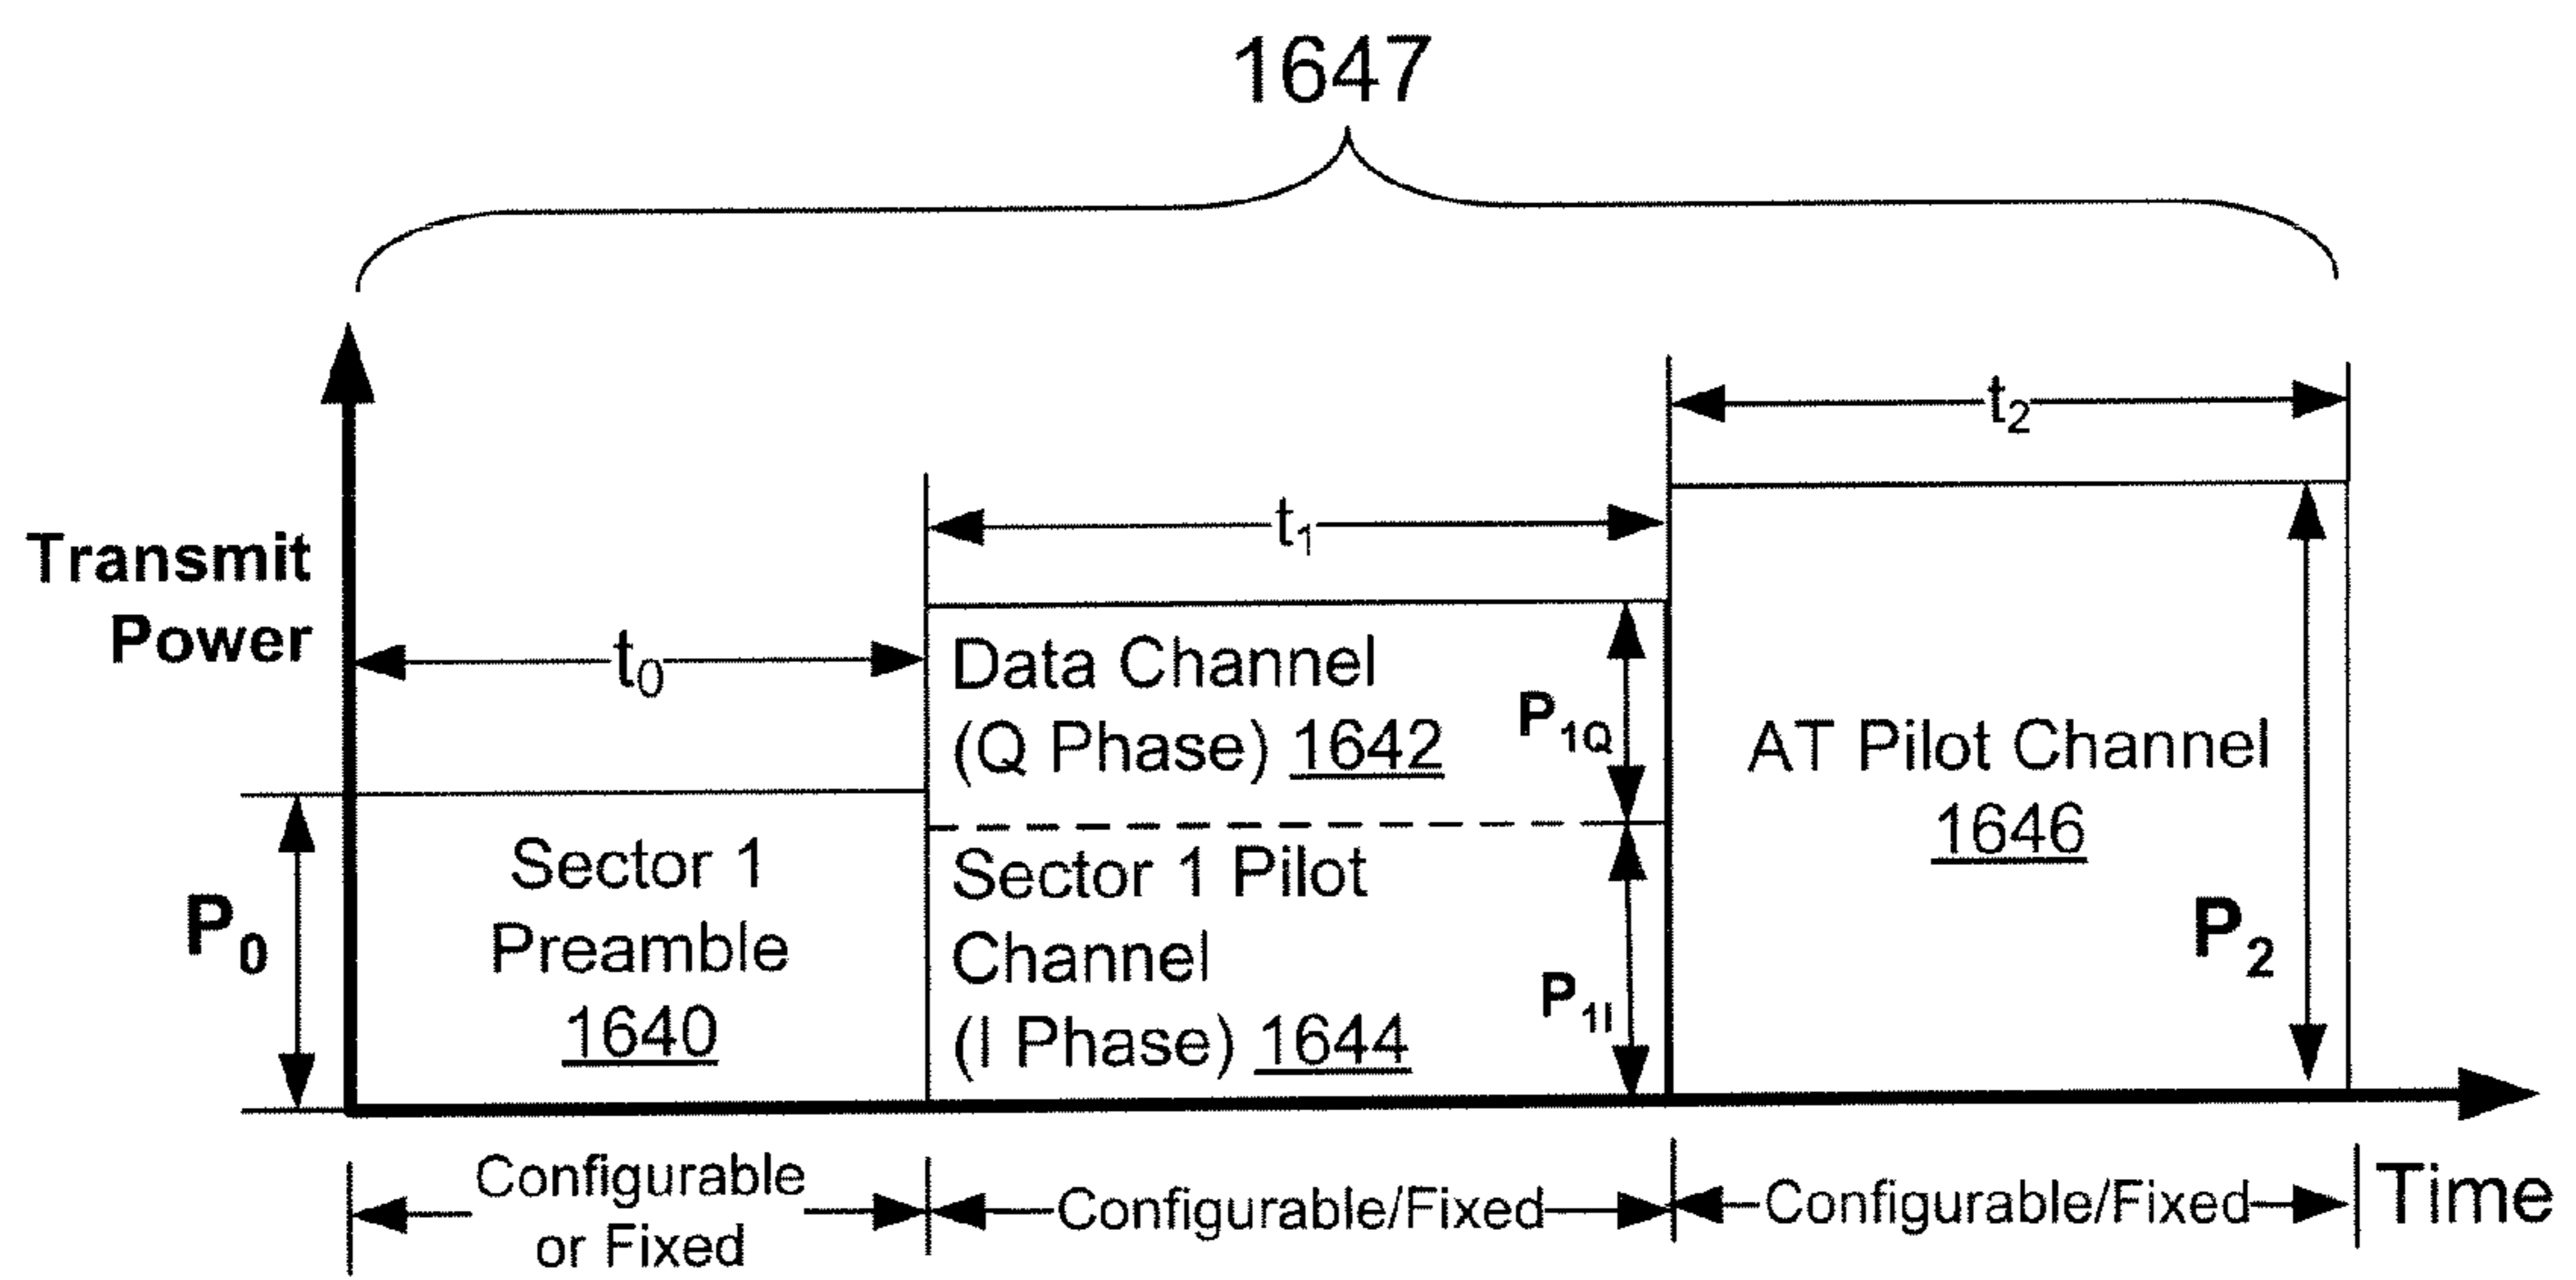 1647
t2
t1
Transmit
Power
t0
Data Channel
(Q Phase) 1642
P1Q
AT Pilot Channel
1646
Sector 1
Preamble
1640
P0
Sector 1 Pilot
Channel
(I Phase) 1644
P1I
P2
Configurable
or Fixed
Configurable/Fixed
Configurable/Fixed
Time